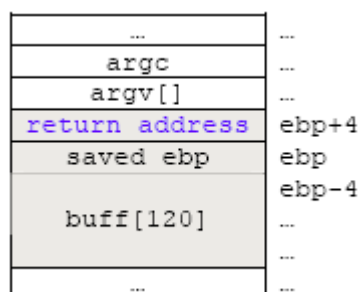 ... ...
argc ...
argv[] ...
return address ebp+4
saved ebp ebp
ebp-4
buff[120] ...
...
... ...